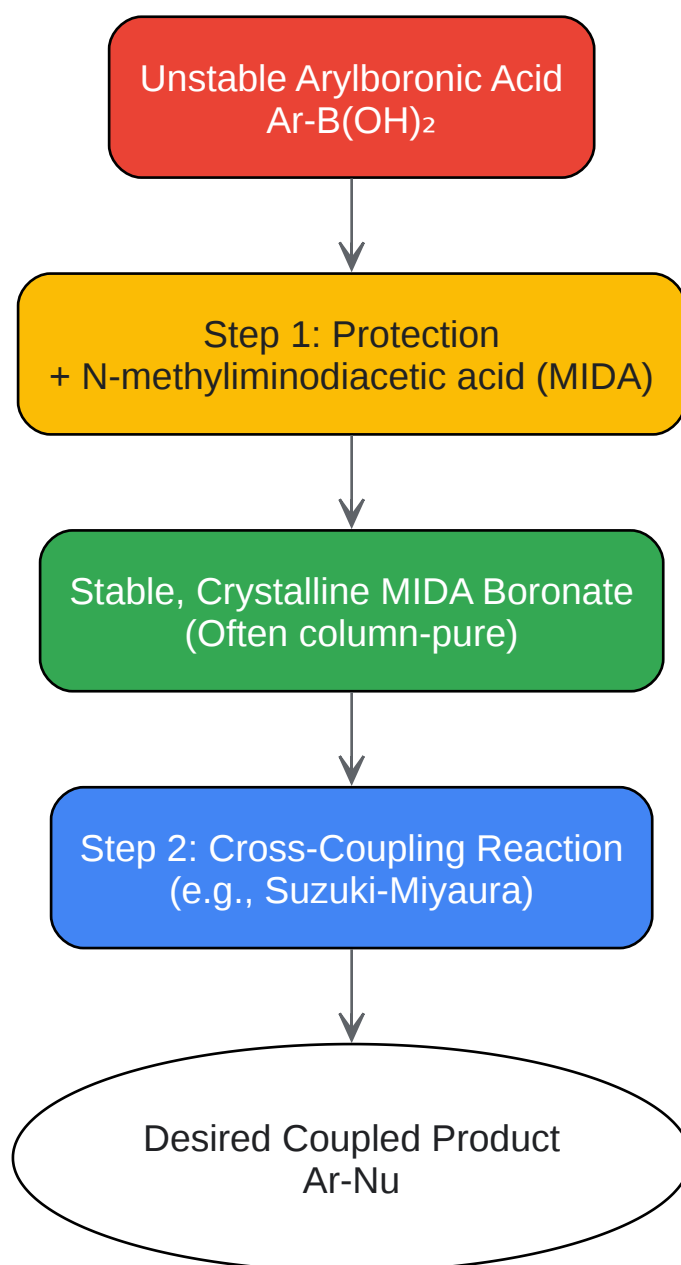 Unstable Arylboronic Acid
Ar-B(OH)₂
Step 1: Protection
+ N-methyliminodiacetic acid (MIDA)
Stable, Crystalline MIDA Boronate
(Often column-pure)
Step 2: Cross-Coupling Reaction
(e.g., Suzuki-Miyaura)
Desired Coupled Product
Ar-Nu